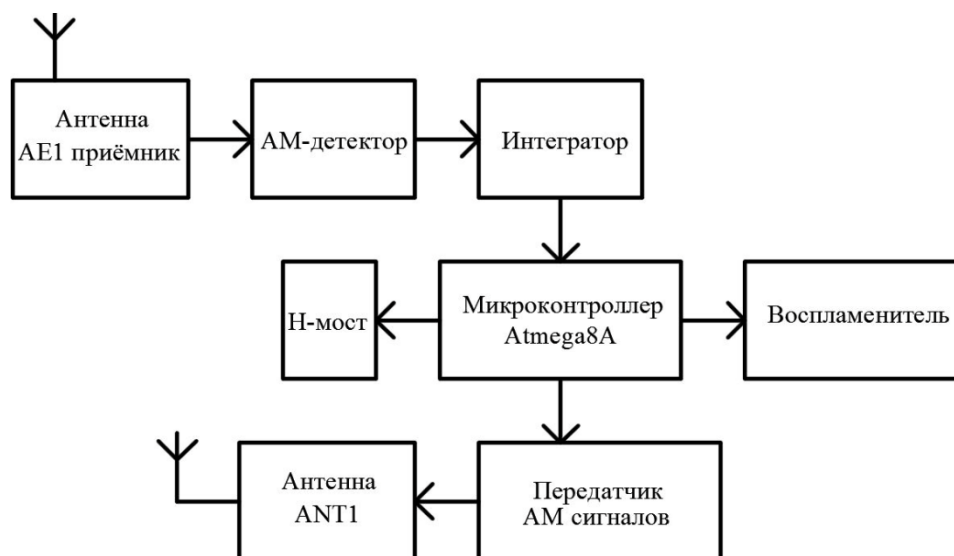 Антенна
АЕ1 приёмник
АМ-детектор
Интегратор
Н-мост
Микроконтроллер
Atmega8A
Воспламенитель
Антенна
ANT1
Передатчик
АМ сигналов